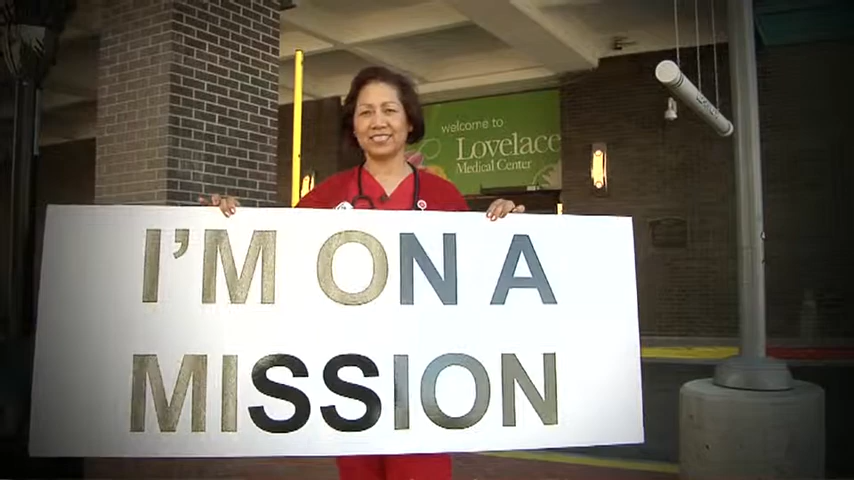 welcome to
Lovelace
Medical Center
I'M ON A
MISSION